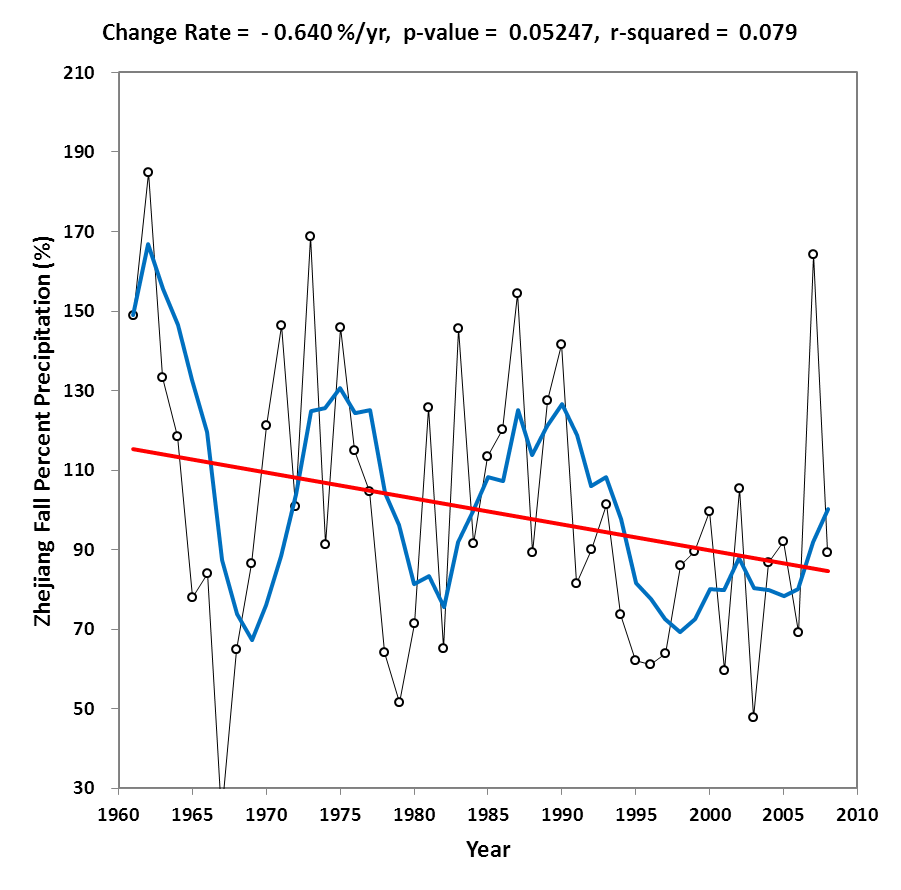 Change Rate = - 0.640 %/yr, p-value = 0.05247, r-squared = 0.079
210
190
170
150
130
110
90
70
50
30
Zhejiang Fall Percent Precipitation (%)
1960 1965 1970 1975 1980 1985 1990 1995 2000 2005 2010
Year